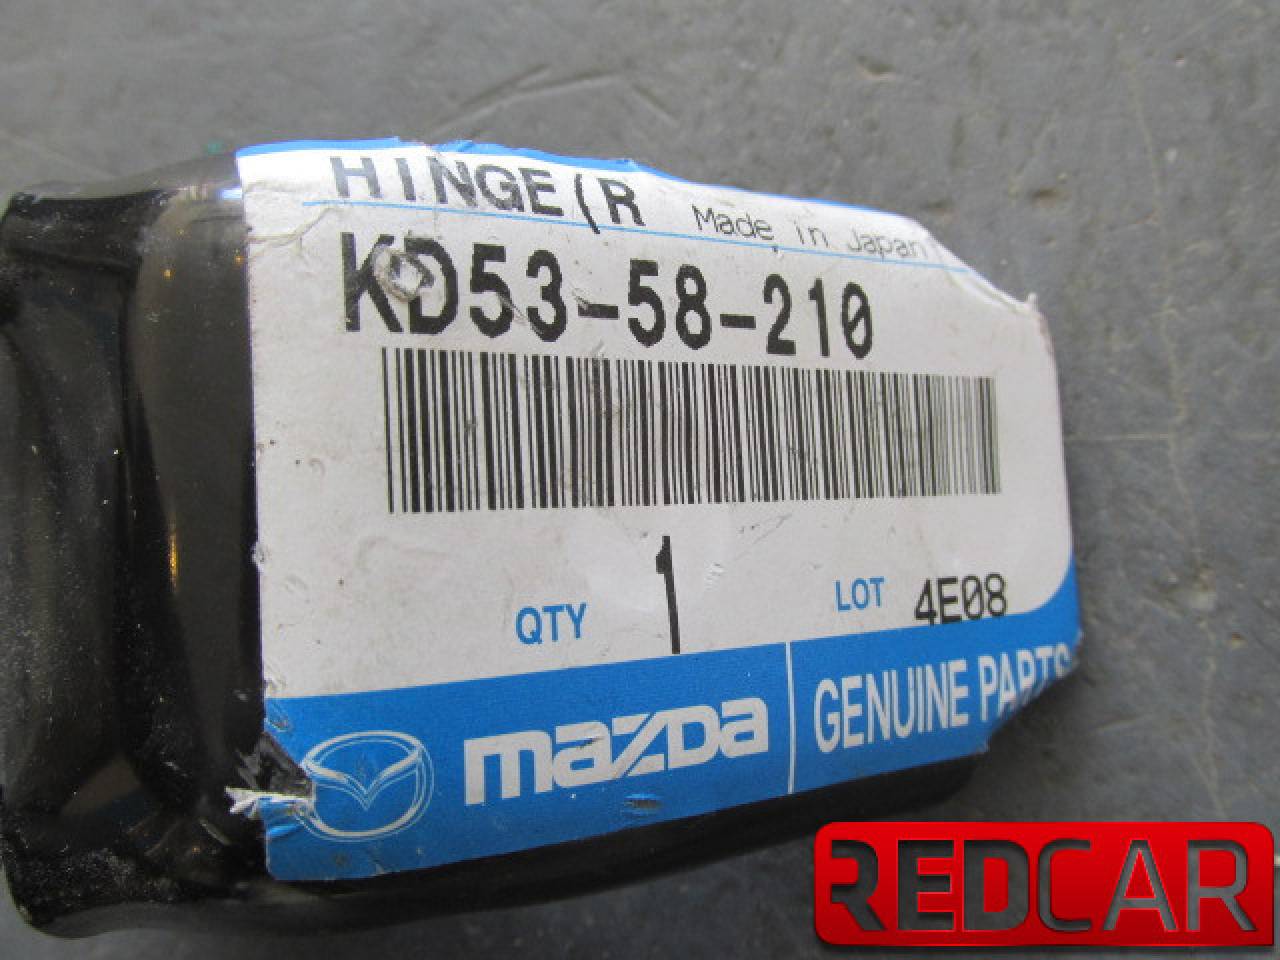 HINGE(R Made in Japan
KD53-58-210
QTY 1 LOT 4E08
mazda GENUINE PARTS
REDCAR